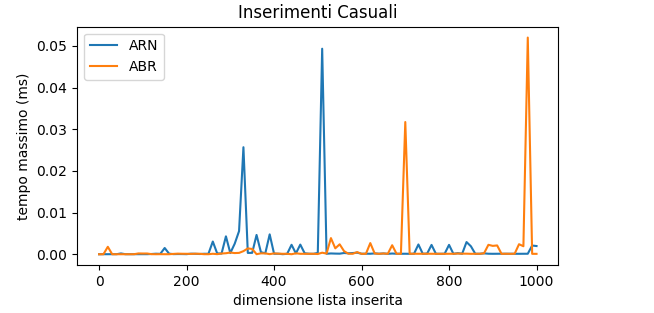 Inserimenti Casuali
ARN
ABR
tempo massimo (ms)
0.05
0.04
0.03
0.02
0.01
0.00
0 200 400 600 800 1000
dimensione lista inserita